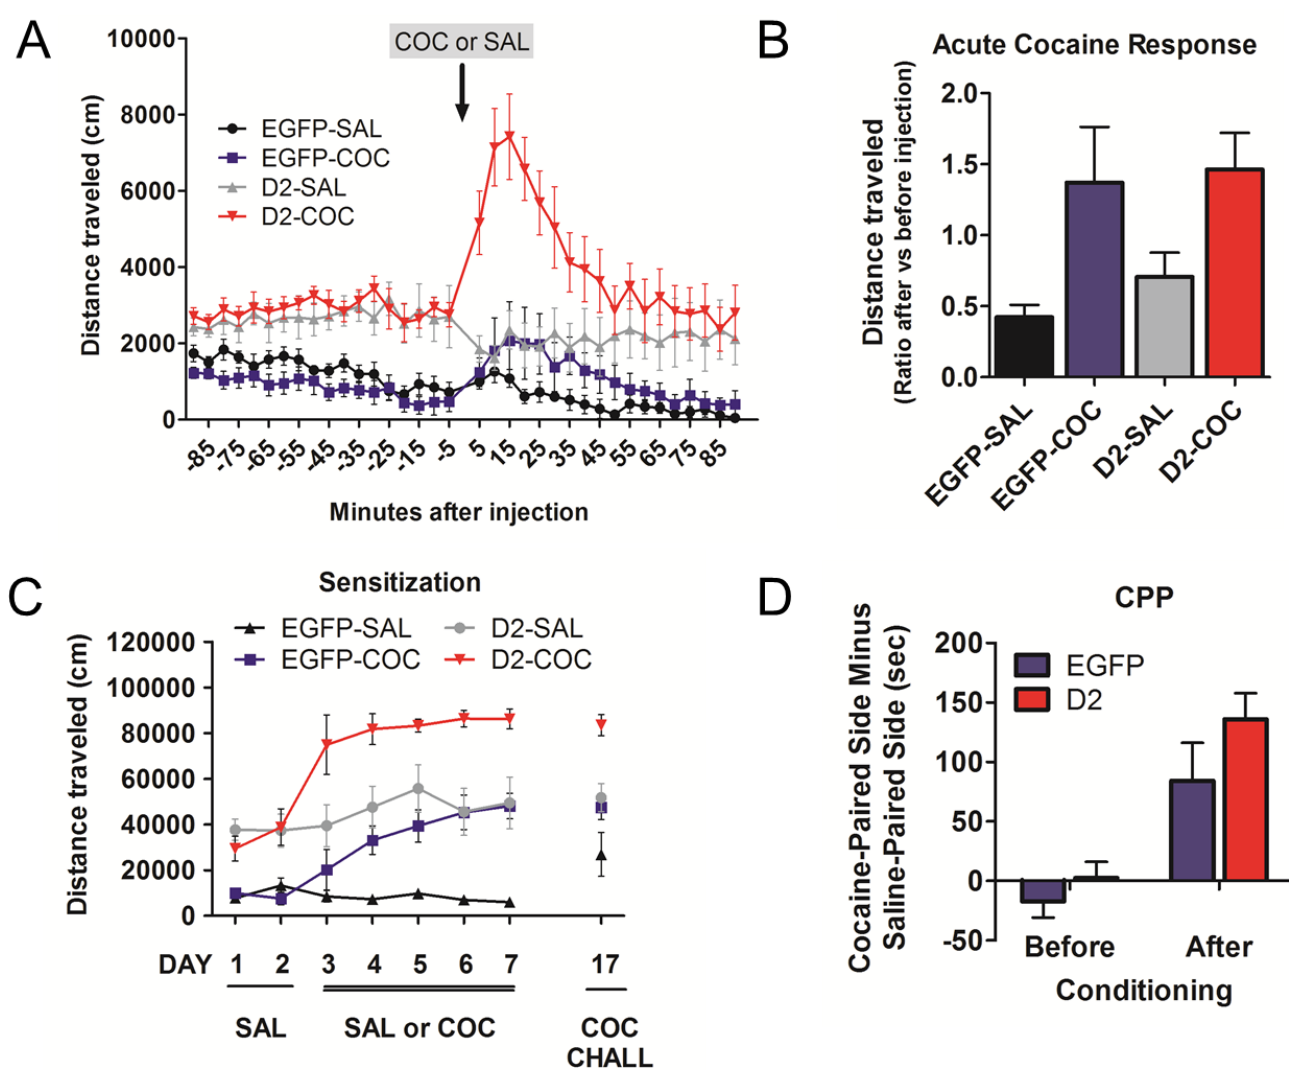 A
COC or SAL
10000
8000
6000
4000
2000
0
Distance traveled (cm)
EGFP-SAL
EGFP-COC
D2-SAL
D2-COC
-85 -75 -65 -55 -45 -35 -25 -15 -5 5 15 25 35 45 55 65 75 85
Minutes after injection
B
Acute Cocaine Response
Distance traveled
(Ratio after vs before injection)
2.0
1.5
1.0
0.5
0.0
EGFP-SAL
EGFP-COC
D2-SAL
D2-COC
C
Sensitization
EGFP-SAL
D2-SAL
EGFP-COC
D2-COC
Distance traveled (cm)
120000
100000
80000
60000
40000
20000
0
DAY 1 2 3 4 5 6 7 17
SAL
SAL or COC
COC
CHALL
D
CPP
Cocaine-Paired Side Minus
Saline-Paired Side (sec)
200
150
100
50
0
-50
EGFP
D2
Before
After
Conditioning